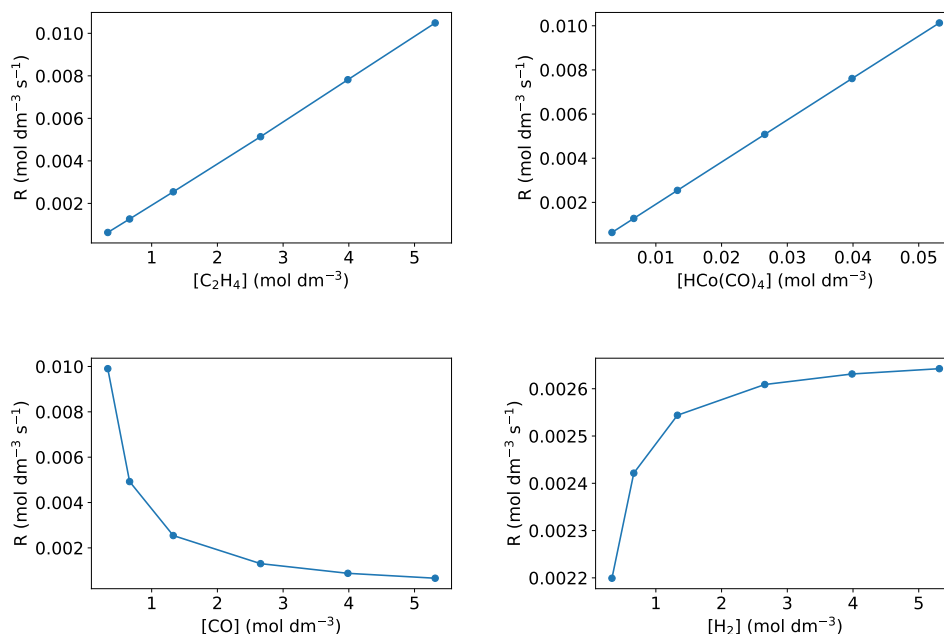 0.010
0.008
0.006
0.004
0.002
R (mol dm⁻³ s⁻¹)
1 2 3 4 5
[C₂H₄] (mol dm⁻³)
0.010
0.008
0.006
0.004
0.002
R (mol dm⁻³ s⁻¹)
0.01 0.02 0.03 0.04 0.05
[HCo(CO)₄] (mol dm⁻³)
0.010
0.008
0.006
0.004
0.002
R (mol dm⁻³ s⁻¹)
1 2 3 4 5
[CO] (mol dm⁻³)
0.0026
0.0025
0.0024
0.0023
0.0022
R (mol dm⁻³ s⁻¹)
1 2 3 4 5
[H₂] (mol dm⁻³)